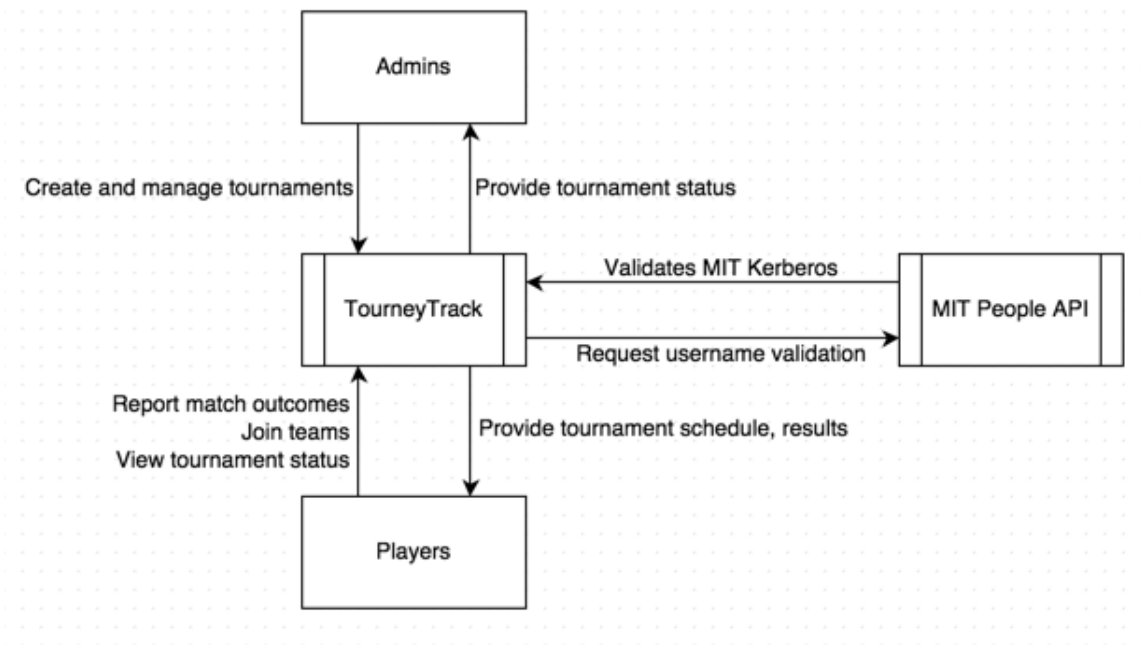 Admins
Create and manage tournaments
Provide tournament status
TourneyTrack
Validates MIT Kerberos
Request username validation
MIT People API
Report match outcomes
Join teams
View tournament status
Provide tournament schedule, results
Players